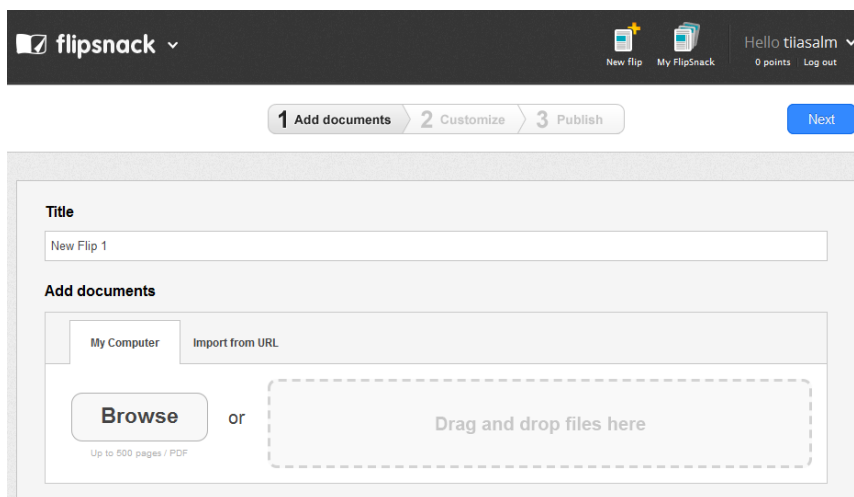 flipsnack
New flip
My FlipSnack
Hello tiiasalm
0 points Log out
1 Add documents
2 Customize
3 Publish
Next
Title
New Flip 1
Add documents
My Computer
Import from URL
Browse
or
Drag and drop files here
Up to 500 pages / PDF